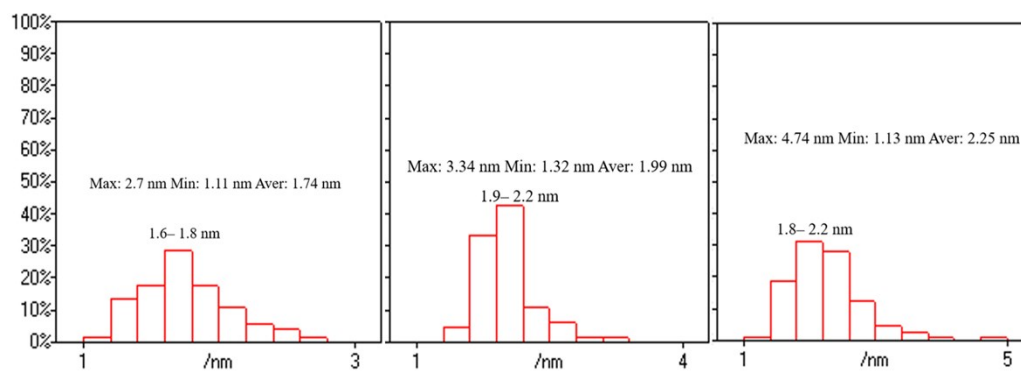 100%
90%
80%
70%
60%
50%
40%
30%
20%
10%
0%
Max: 2.7 nm Min: 1.11 nm Aver: 1.74 nm
1.6– 1.8 nm
1
/nm
3
Max: 3.34 nm Min: 1.32 nm Aver: 1.99 nm
1.9– 2.2 nm
1
/nm
4
Max: 4.74 nm Min: 1.13 nm Aver: 2.25 nm
1.8– 2.2 nm
1
/nm
5